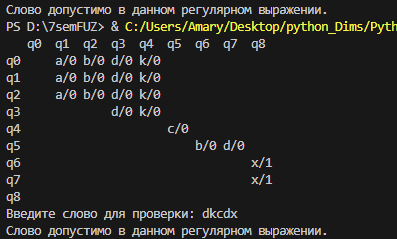 Слово допустимо в данном регулярном выражении.
PS D:\7semFUZ> & C:/Users/Amary/Desktop/python_Dims/Pyth
q0 q1 q2 q3 q4 q5 q6 q7 q8
q0 a/0 b/0 d/0 k/0
q1 a/0 b/0 d/0 k/0
q2 a/0 b/0 d/0 k/0
q3 d/0 k/0
q4 c/0
q5 b/0 d/0
q6 x/1
q7 x/1
q8
Введите слово для проверки: dkcdx
Слово допустимо в данном регулярном выражении.